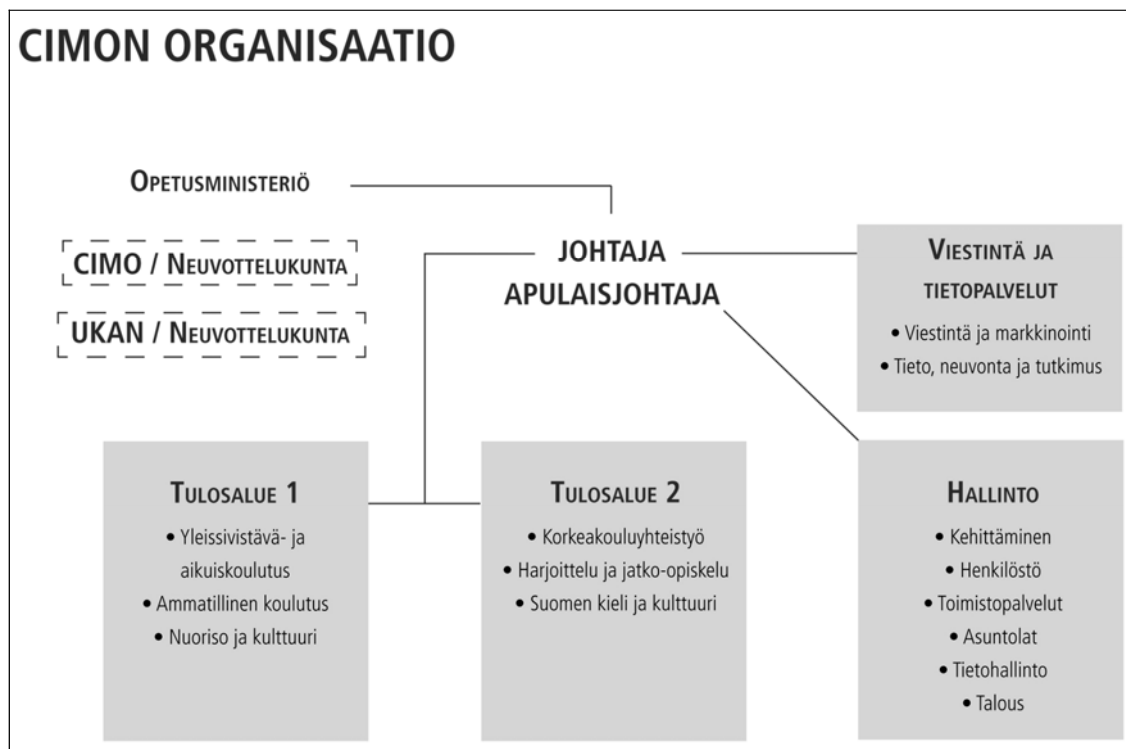 CIMON ORGANISAATIO
OPETUSMINISTERIÖ
CIMO / NEUVOTTELUKUNTA
UKAN / NEUVOTTELUKUNTA
JOHTAJA
APULAISJOHTAJA
VIESTINTÄ JA
TIETOPALVELUT
• Viestintä ja markkinointi
• Tieto, neuvonta ja tutkimus
TULOSALUE 1
• Yleissivistävä- ja
aikuiskoulutus
• Ammatillinen koulutus
• Nuoriso ja kulttuuri
TULOSALUE 2
• Korkeakouluyhteistyö
• Harjoittelu ja jatko-opiskelu
• Suomen kieli ja kulttuuri
HALLINTO
• Kehittäminen
• Henkilöstö
• Toimistopalvelut
• Asuntolat
• Tietohallinto
• Talous